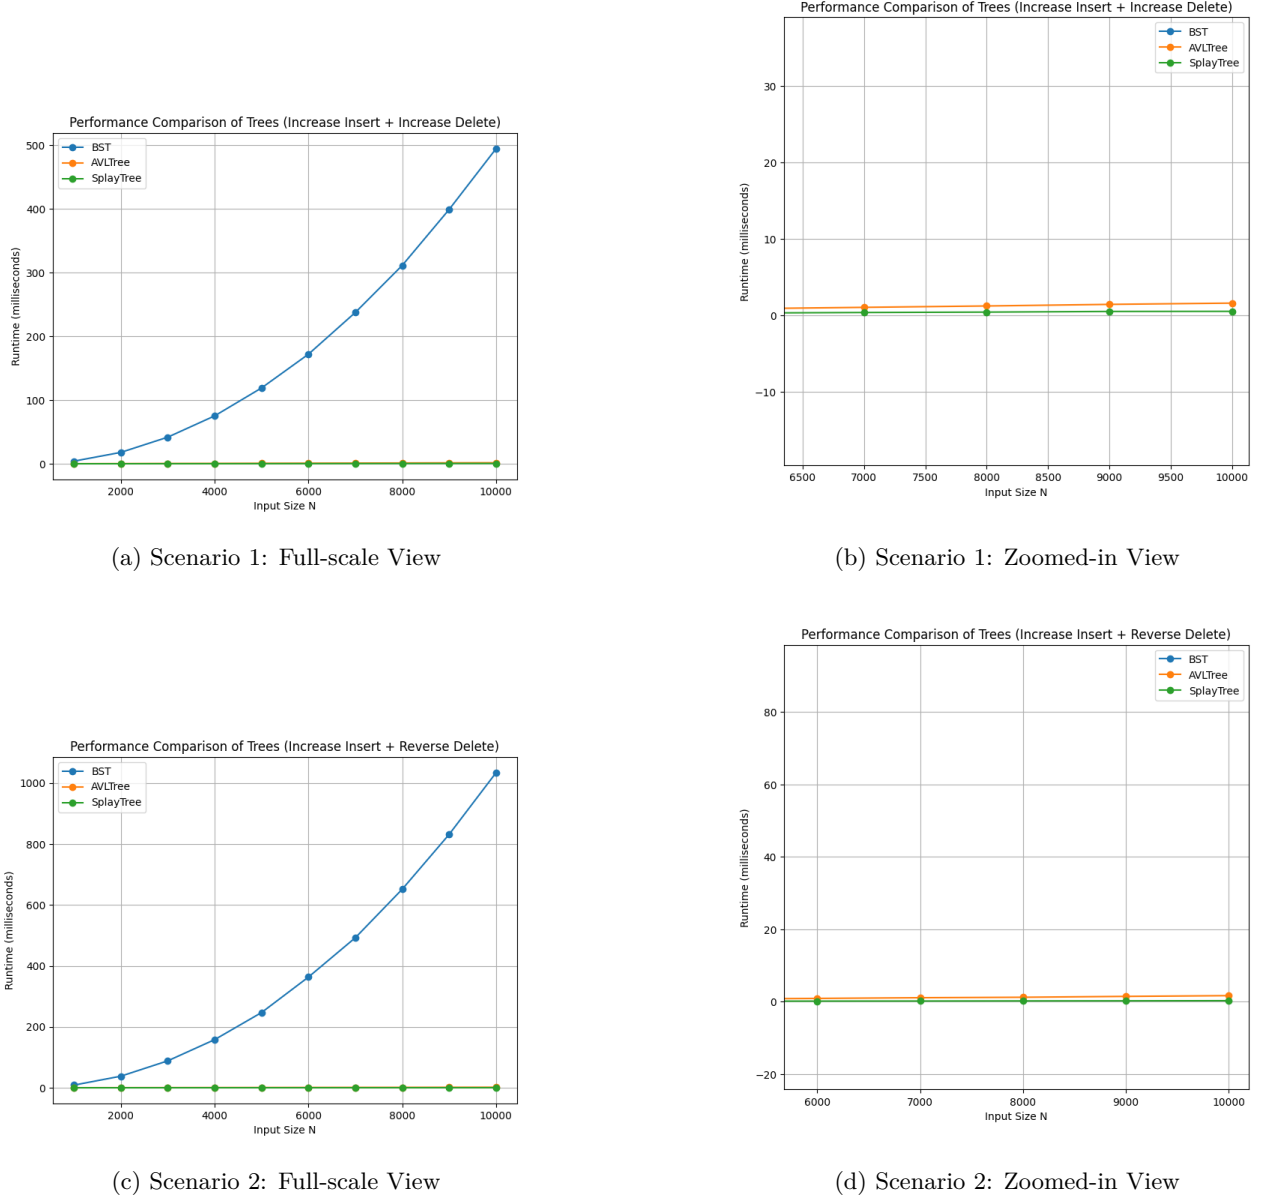 Performance Comparison of Trees (Increase Insert + Increase Delete)
BST
AVLTree
SplayTree
500
400
300
200
100
0
Runtime (milliseconds)
2000 4000 6000 8000 10000
Input Size N
(a) Scenario 1: Full-scale View
Performance Comparison of Trees (Increase Insert + Increase Delete)
BST
AVLTree
SplayTree
30
20
10
0
−10
Runtime (milliseconds)
6500 7000 7500 8000 8500 9000 9500 10000
Input Size N
(b) Scenario 1: Zoomed-in View
Performance Comparison of Trees (Increase Insert + Reverse Delete)
BST
AVLTree
SplayTree
1000
800
600
400
200
0
Runtime (milliseconds)
2000 4000 6000 8000 10000
Input Size N
(c) Scenario 2: Full-scale View
Performance Comparison of Trees (Increase Insert + Reverse Delete)
BST
AVLTree
SplayTree
80
60
40
20
0
−20
Runtime (milliseconds)
6000 7000 8000 9000 10000
Input Size N
(d) Scenario 2: Zoomed-in View